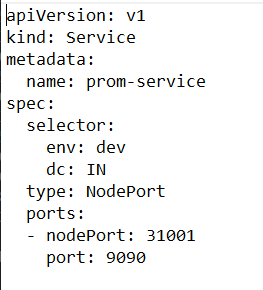 apiVersion: v1
kind: Service
metadata:
  name: prom-service
spec:
  selector:
    env: dev
    dc: IN
  type: NodePort
  ports:
  - nodePort: 31001
    port: 9090